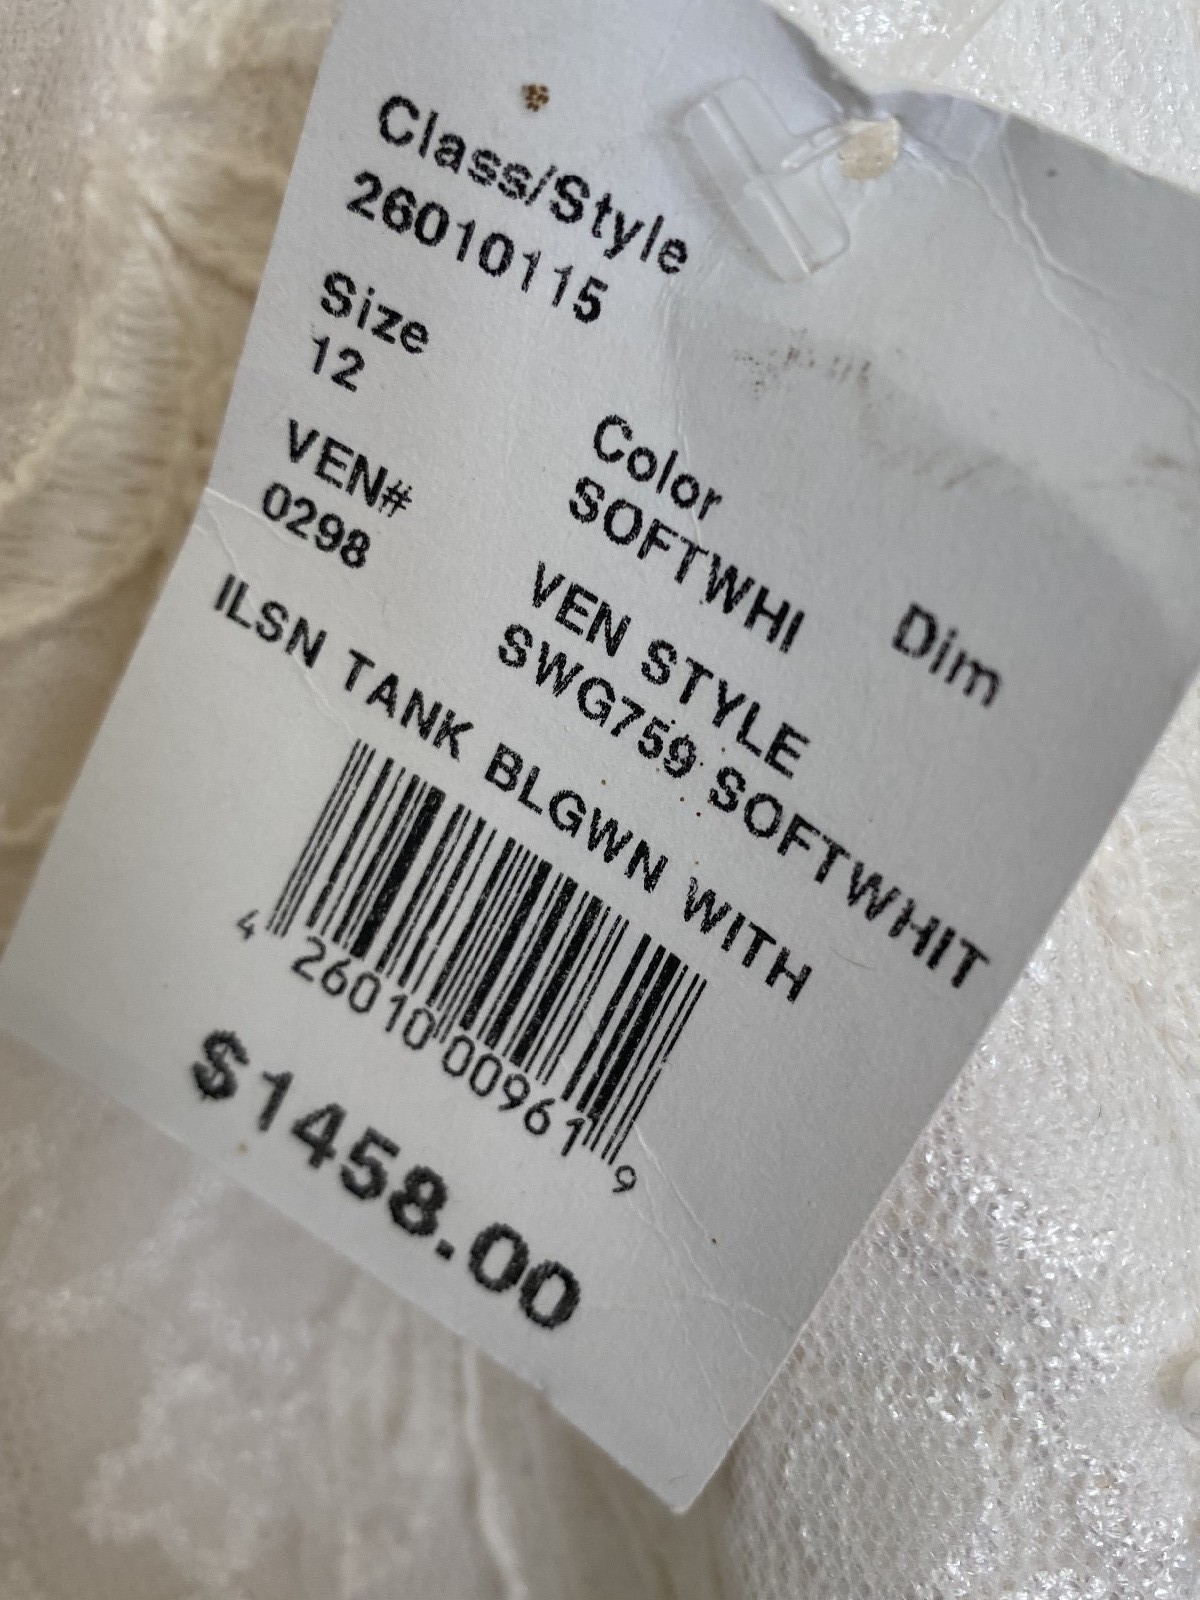 Class/Style
26010115
Size
12
Color
SOFTWHI
Dim
VEN#
0298
VEN STYLE
SWG759 SOFTWHIT
ILSN TANK BLGWN WITH
4 26010 00961 9
$1458.00